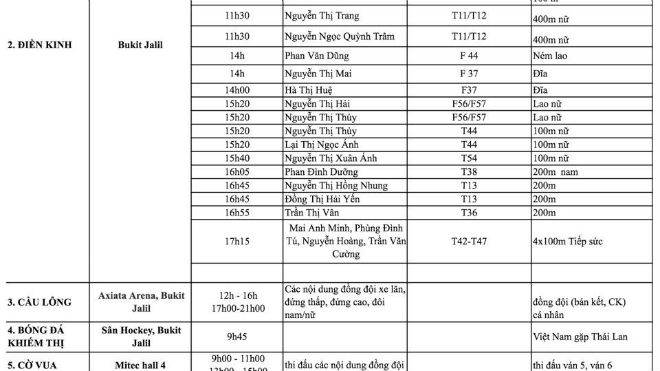 100 m
11h30 Nguyễn Thị Trang T11/T12 400m nữ
11h30 Nguyễn Ngọc Quỳnh Trâm T11/T12 400m nữ
2. ĐIỀN KINH Bukit Jalil 14h Phan Văn Dũng F 44 Ném lao
14h Nguyễn Thị Mai F 37 Đĩa
14h00 Hà Thị Huệ F37 Đĩa
15h20 Nguyễn Thị Hải F56/F57 Lao nữ
15h20 Nguyễn Thị Thủy F56/F57 Lao nữ
15h20 Nguyễn Thị Thùy T44 100m nữ
15h20 Lại Thị Ngọc Ánh T44 100m nữ
15h40 Nguyễn Thị Xuân Ánh T54 100m nữ
16h05 Phan Đình Dưỡng T38 200m nam
16h45 Nguyễn Thị Hồng Nhung T13 200m
16h45 Đồng Thị Hải Yến T13 200m
16h55 Trần Thị Vân T36 200m
17h15 Mai Anh Minh, Phùng Đình
Tú, Nguyễn Hoàng, Trần Văn
Cường T42-T47 4x100m Tiếp sức
3. CẦU LÔNG Axiata Arena, Bukit
Jalil 12h - 16h
17h00-21h00 Các nội dung đồng đội xe lăn,
đứng thấp, đứng cao, đôi
nam/nữ đồng đội (bán kết, CK)
cá nhân
4. BÓNG ĐÁ
KHIẾM THỊ Sân Hockey, Bukit
Jalil 9h45 Việt Nam gặp Thái Lan
5. CỜ VUA Mitec hall 4 9h00 - 11h00
12h00 - 15h00 thi đấu các nội dung đồng đội thi đấu ván 5, ván 6